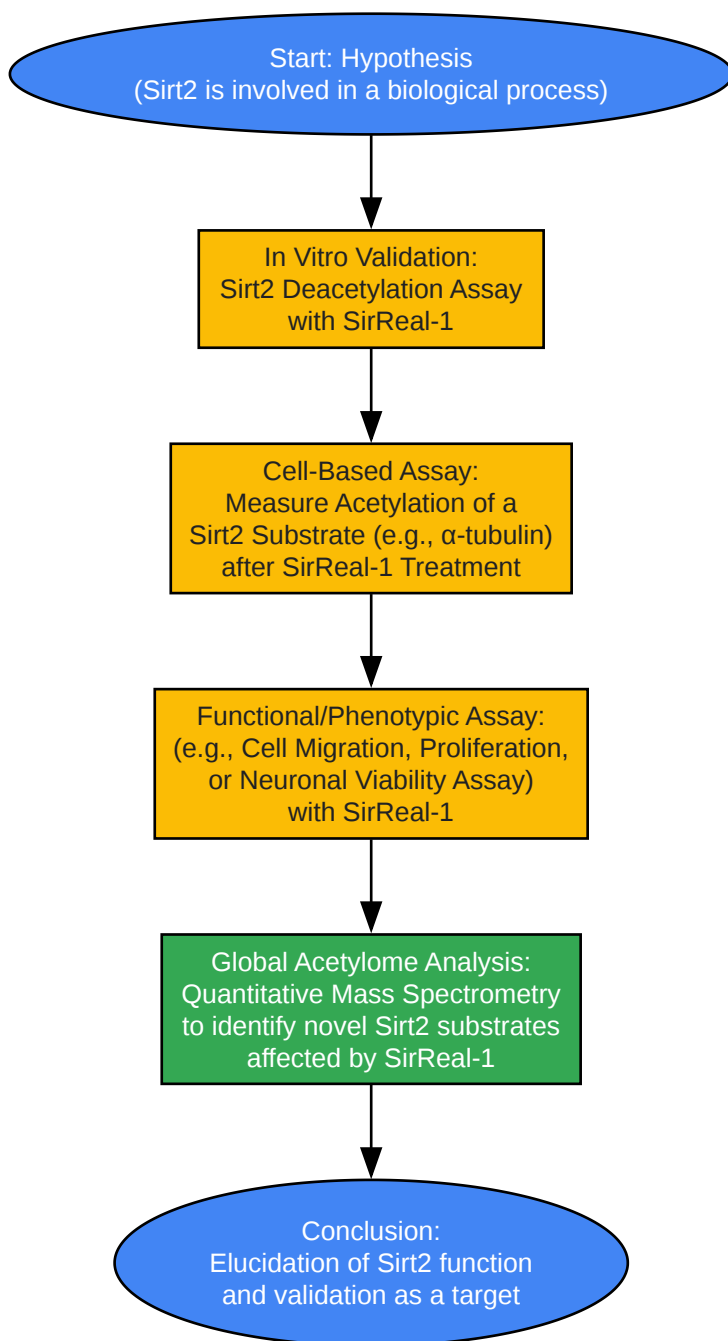 Start: Hypothesis
(Sirt2 is involved in a biological process)
In Vitro Validation:
Sirt2 Deacetylation Assay
with SirReal-1
Cell-Based Assay:
Measure Acetylation of a
Sirt2 Substrate (e.g., α-tubulin)
after SirReal-1 Treatment
Functional/Phenotypic Assay:
(e.g., Cell Migration, Proliferation,
or Neuronal Viability Assay)
with SirReal-1
Global Acetylome Analysis:
Quantitative Mass Spectrometry
to identify novel Sirt2 substrates
affected by SirReal-1
Conclusion:
Elucidation of Sirt2 function
and validation as a target